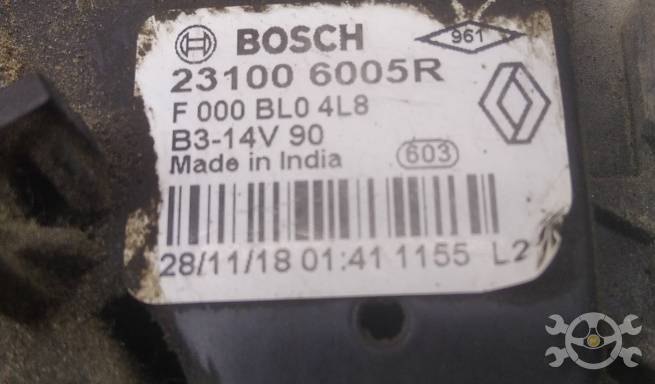 BOSCH
961
23100 6005R
F 000 BL0 4L8
B3-14V 90
Made in India
603
28/11/18 01:41 1155 L2